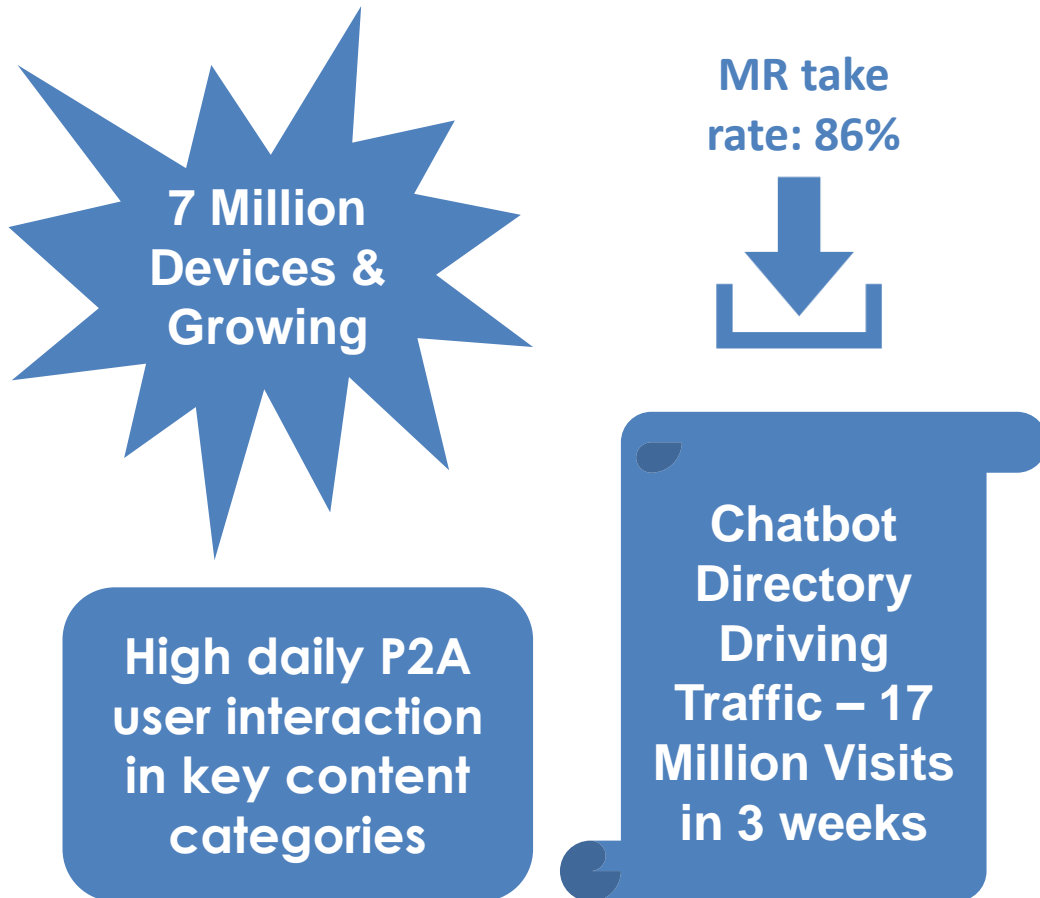 7 Million
Devices &
Growing
MR take
rate: 86%
High daily P2A
user interaction
in key content
categories
Chatbot
Directory
Driving
Traffic – 17
Million Visits
in 3 weeks